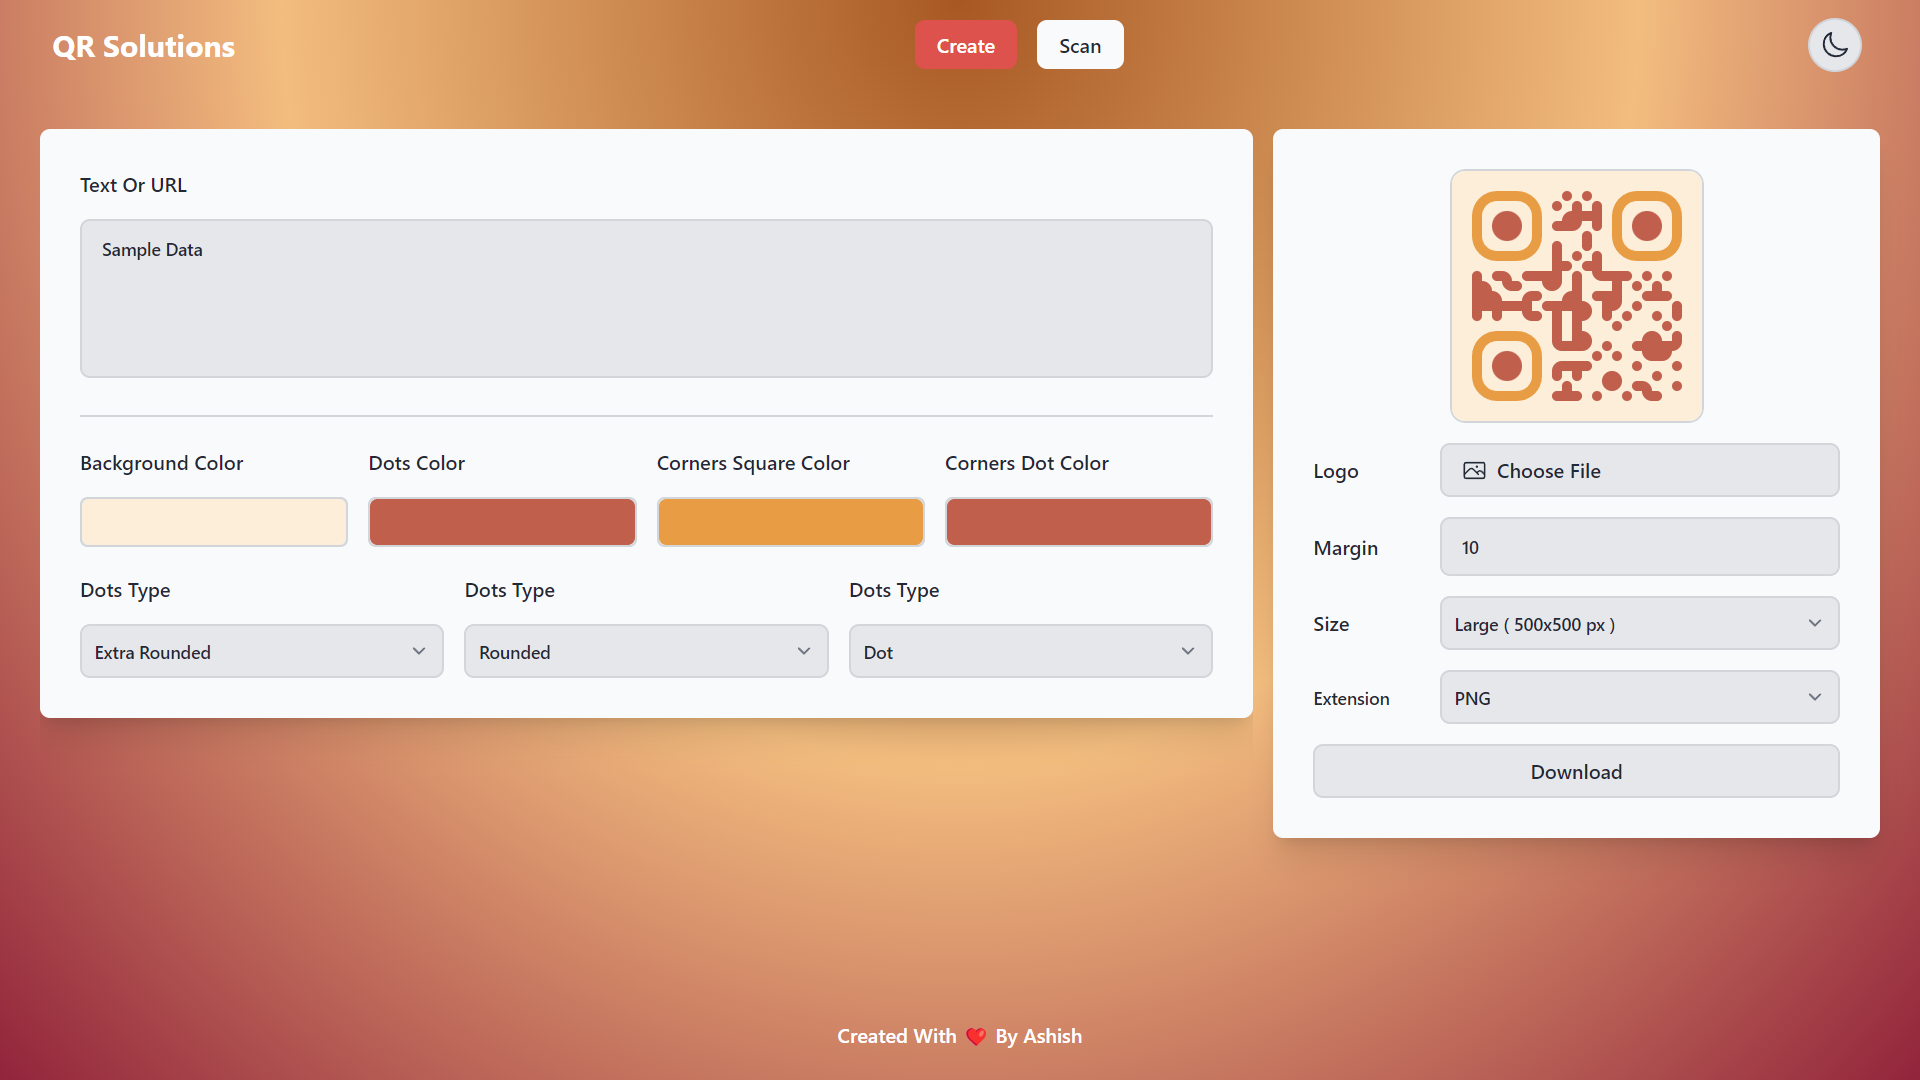 QR Solutions
Create
Scan
Text Or URL
Sample Data
Background Color
Dots Color
Corners Square Color
Corners Dot Color
Dots Type
Dots Type
Dots Type
Extra Rounded
Rounded
Dot
Logo
Choose File
Margin
10
Size
Large ( 500x500 px )
Extension
PNG
Download
Created With ❤️ By Ashish